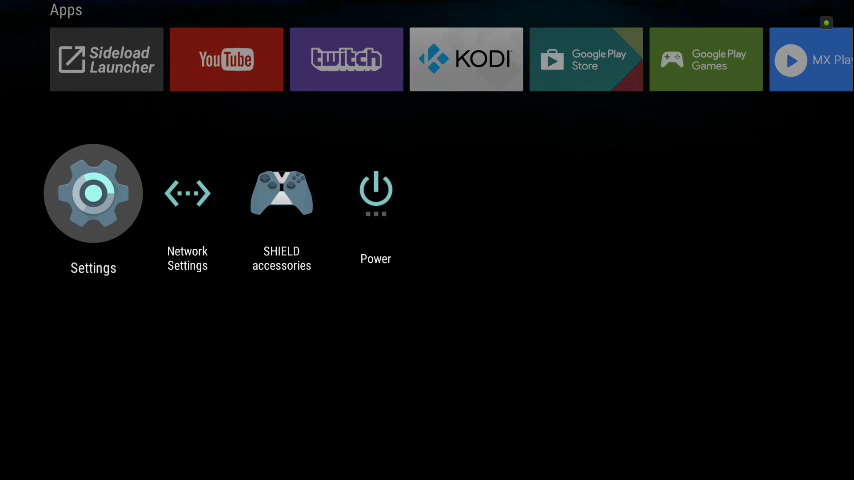 Apps
Sideload
Launcher
YouTube
twitch
KODI
Google Play
Store
Google Play
Games
MX Play
Settings
Network
Settings
SHIELD
accessories
Power